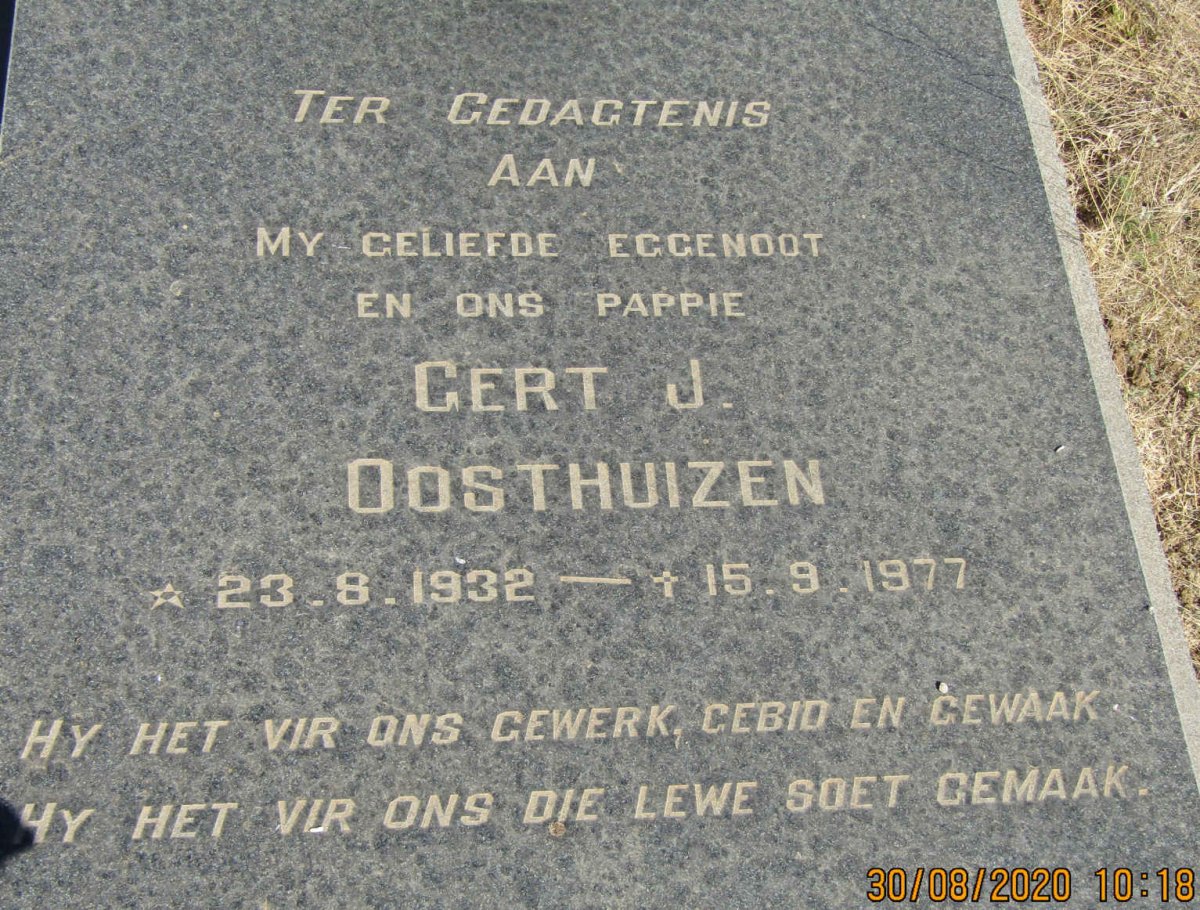 TER GEDAGTENIS
AAN
MY GELIEFDE EGGENOOT
EN ONS PAPPIE
GERT J.
OOSTHUIZEN
☆ 23.8.1932 — ✝ 15.9.1977
HY HET VIR ONS GEWERK, GEBID EN GEWAAK
HY HET VIR ONS DIE LEWE SOET GEMAAK.
30/08/2020 10:18